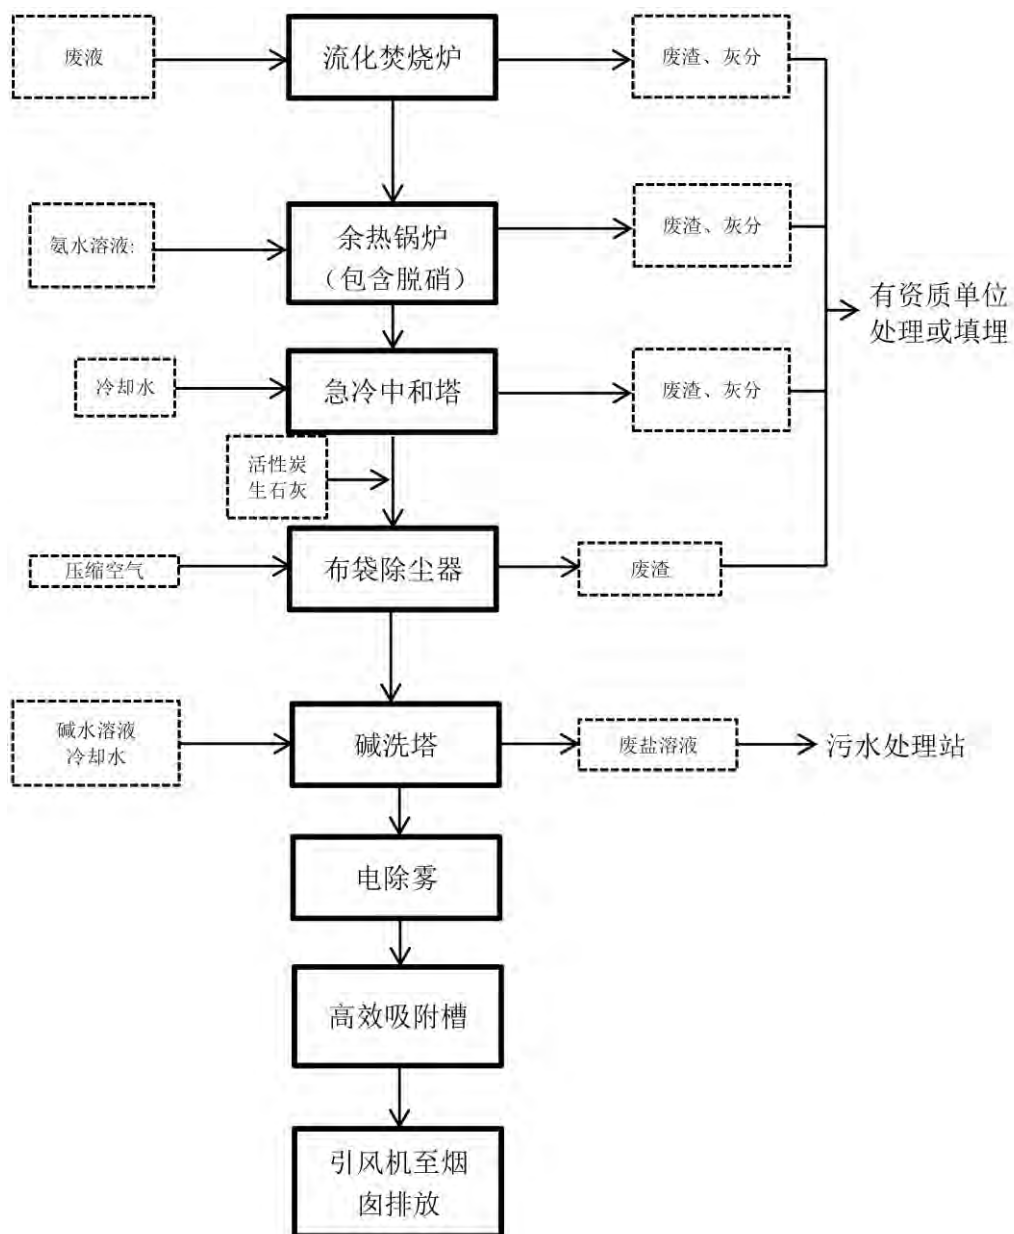 废液
流化焚烧炉
废渣、灰分
氨水溶液:
余热锅炉
（包含脱硝）
废渣、灰分
有资质单位
处理或填埋
冷却水
急冷中和塔
废渣、灰分
活性炭
生石灰
压缩空气
布袋除尘器
废渣
碱水溶液
冷却水
碱洗塔
废盐溶液
污水处理站
电除雾
高效吸附槽
引风机至烟
囱排放